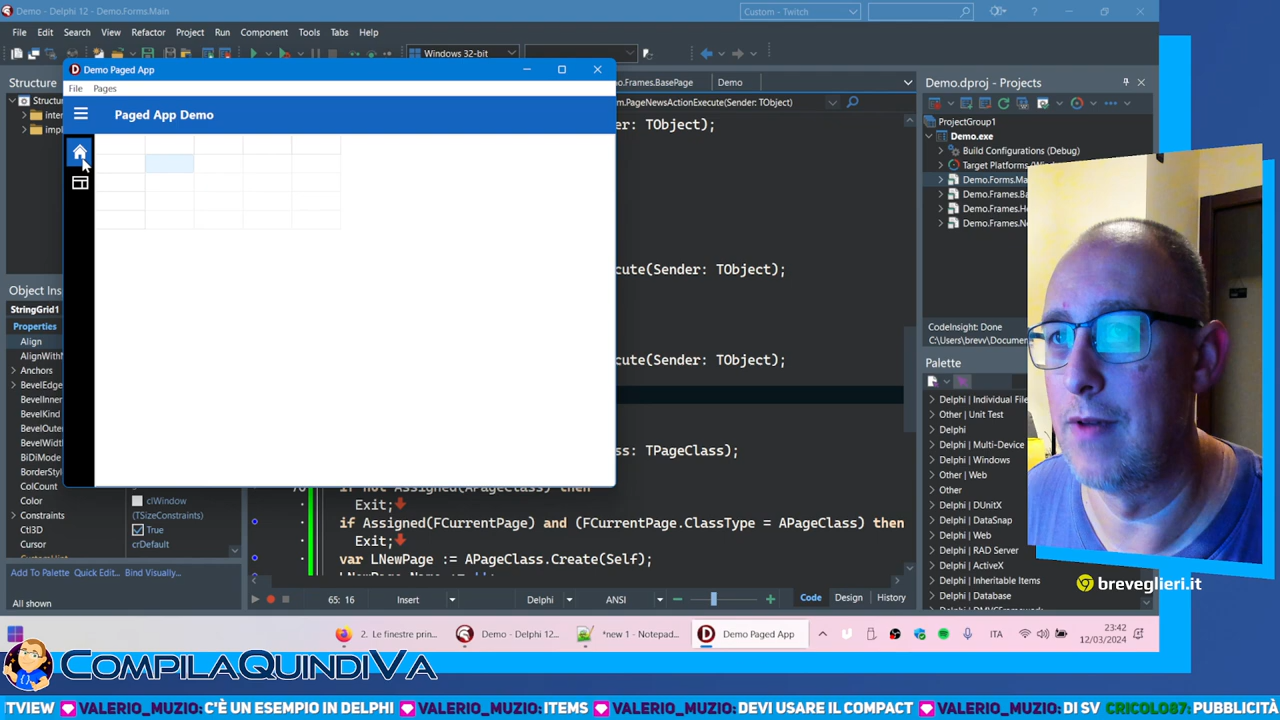 Demo - Delphi 12 - Demo.Forms.Main
Custom - Twitch
File Edit Search View Refactor Project Run Component Tools Tabs Help
Windows 32-bit
Structure
Demo Paged App
File Pages
Paged App Demo
o.Frames.BasePage Demo
m.PageNewsActionExecute(Sender: TObject)
er: TObject);
cute(Sender: TObject);
cute(Sender: TObject);
ss: TPageClass);
if not Assigned(APageClass) then
Exit;
if Assigned(FCurrentPage) and (FCurrentPage.ClassType = APageClass) then
Exit;
var LNewPage := APageClass.Create(Self);
Object Ins
StringGrid1
Properties
Align
AlignWithM
Anchors
BevelEdge
BevelInner
BevelKind
BevelOuter
BevelWidth
BiDiMode
BorderStyl
ColCount
Color clWindow
Constraints (TSizeConstraints)
Ctl3D True
Cursor crDefault
Add To Palette Quick Edit... Bind Visually...
All shown
65: 16 Insert Delphi ANSI Code Design History
Demo.dproj - Projects
ProjectGroup1
Demo.exe
Build Configurations (Debug)
Target Platforms
Demo.Forms.Ma
Demo.Frames.Ba
Demo.Frames.H
Demo.Frames.N
CodeInsight: Done
C:\Users\brevv\Docum
Palette
Delphi | Individual File
Other | Unit Test
Delphi
Delphi | Multi-Device
Delphi | Windows
Other | Web
Other
Delphi | DUnitX
Delphi | DataSnap
Delphi | Web
Delphi | RAD Server
Delphi | ActiveX
Delphi | Inheritable Items
Delphi | Database
breveglieri.it
2. Le finestre prin... Demo - Delphi 12... *new 1 - Notepad... Demo Paged App
ITA
23:42
12/03/2024
COMPILAQUINDIVA
VALERIO_MUZIO: C'È UN ESEMPIO IN DELPHI VALERIO_MUZIO: ITEMS VALERIO_MUZIO: DEVI USARE IL COMPACT VALERIO_MUZIO: DI SV CRICOLO87: PUBBLICITÀ